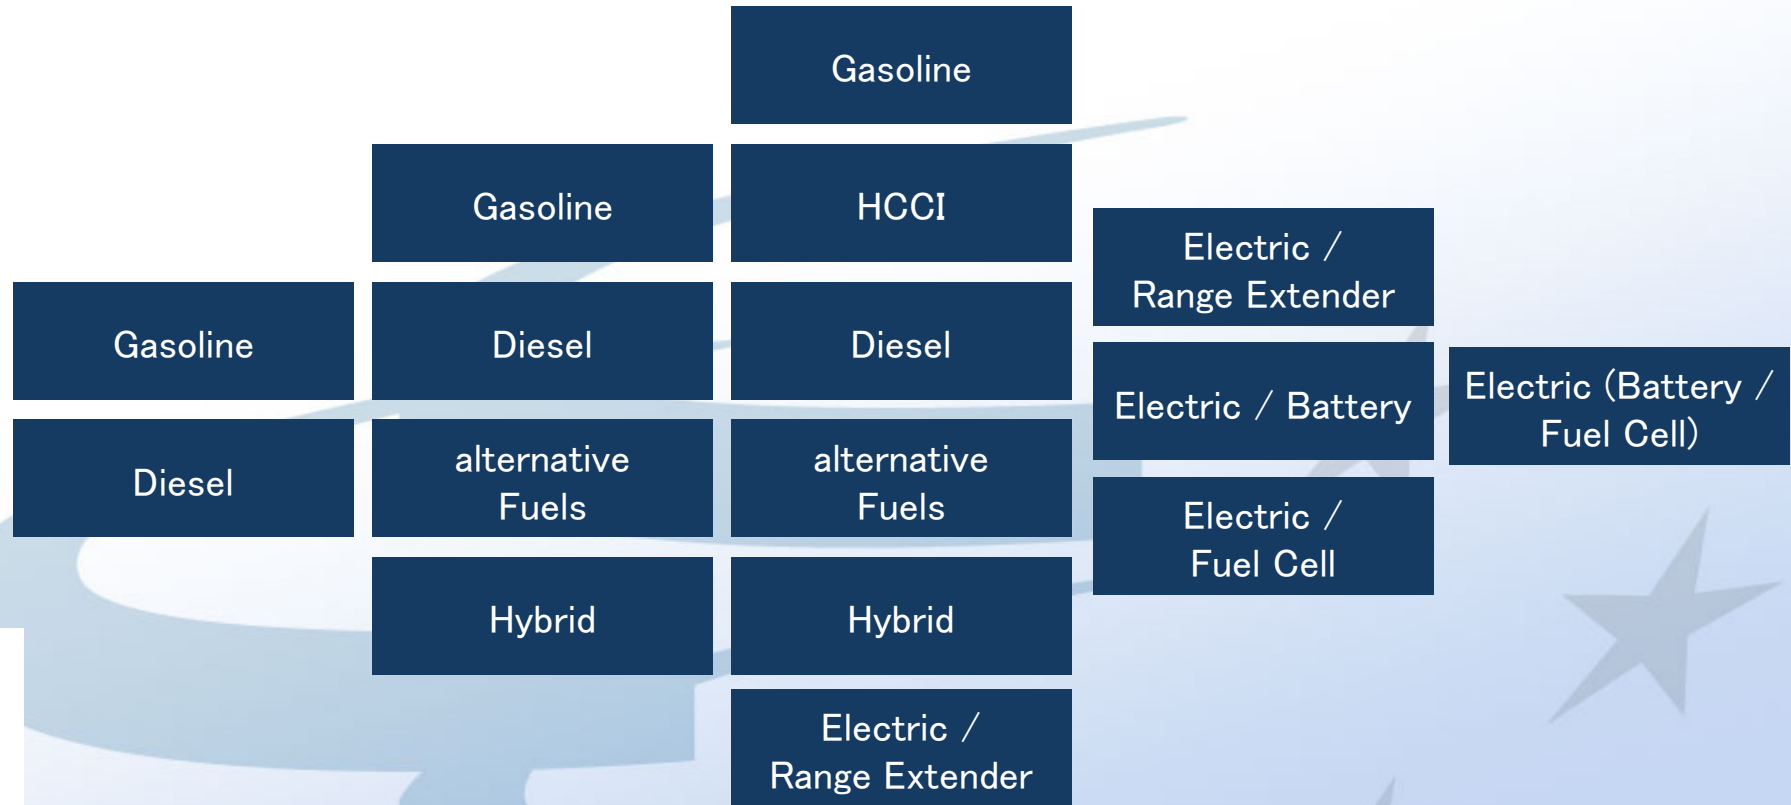 Gasoline
Diesel
Gasoline
Diesel
alternative
Fuels
Hybrid
Gasoline
HCCI
Diesel
alternative
Fuels
Hybrid
Electric /
Range Extender
Electric /
Range Extender
Electric / Battery
Electric /
Fuel Cell
Electric (Battery /
Fuel Cell)